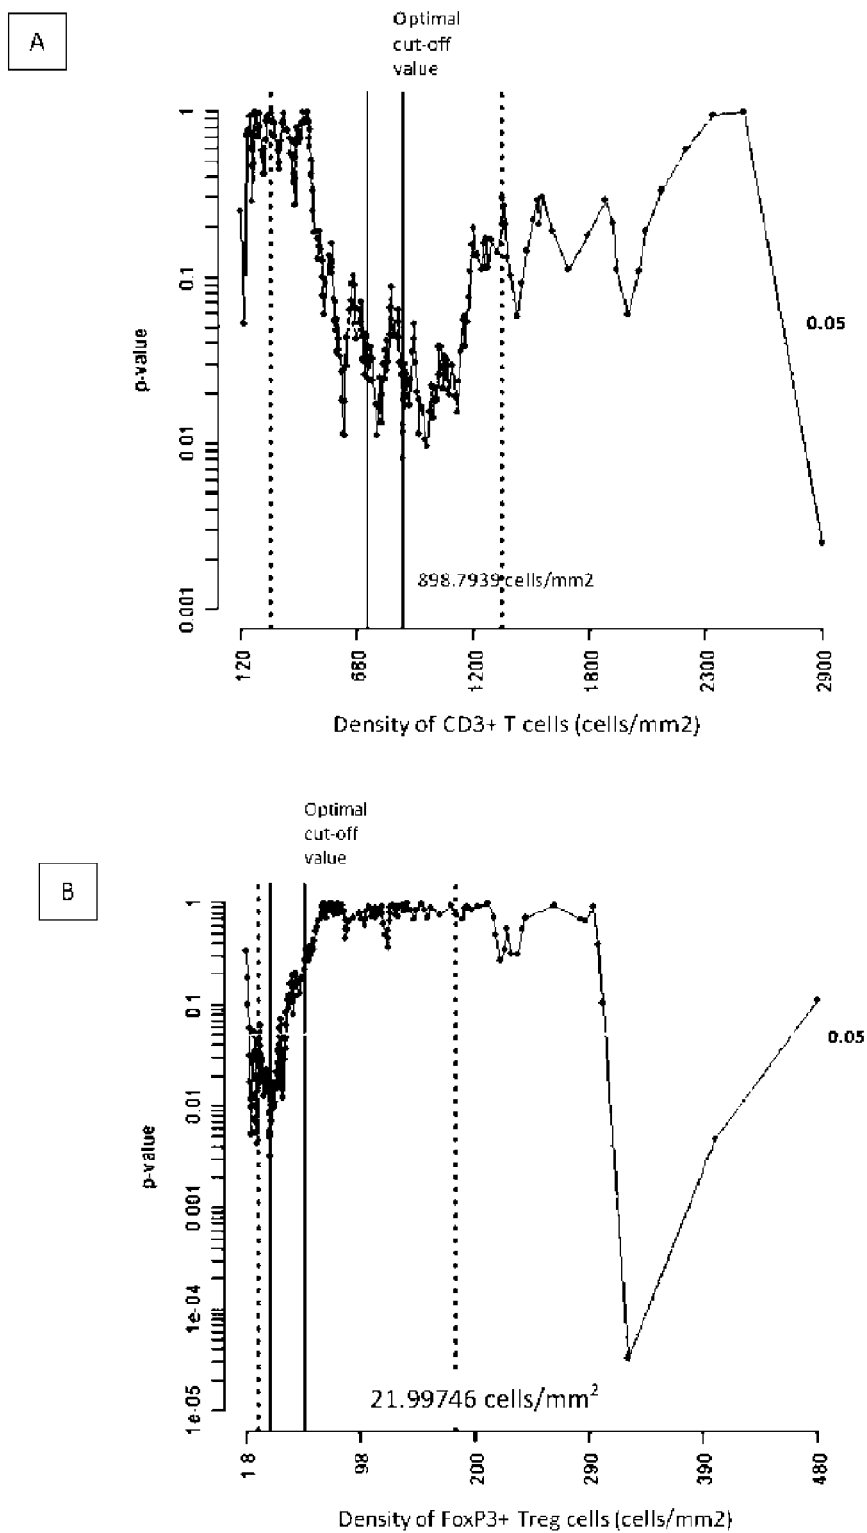 A
Optimal
cut-off
value
1
0.1
0.01
0.001
p-value
0.05
898.7939 cells/mm2
120
680
1200
1800
2300
2900
Density of CD3+ T cells (cells/mm2)
B
Optimal
cut-off
value
1
0.1
0.01
0.001
1e-04
1e-05
p-value
0.05
21.99746 cells/mm²
1.8
98
200
290
390
480
Density of FoxP3+ Treg cells (cells/mm2)